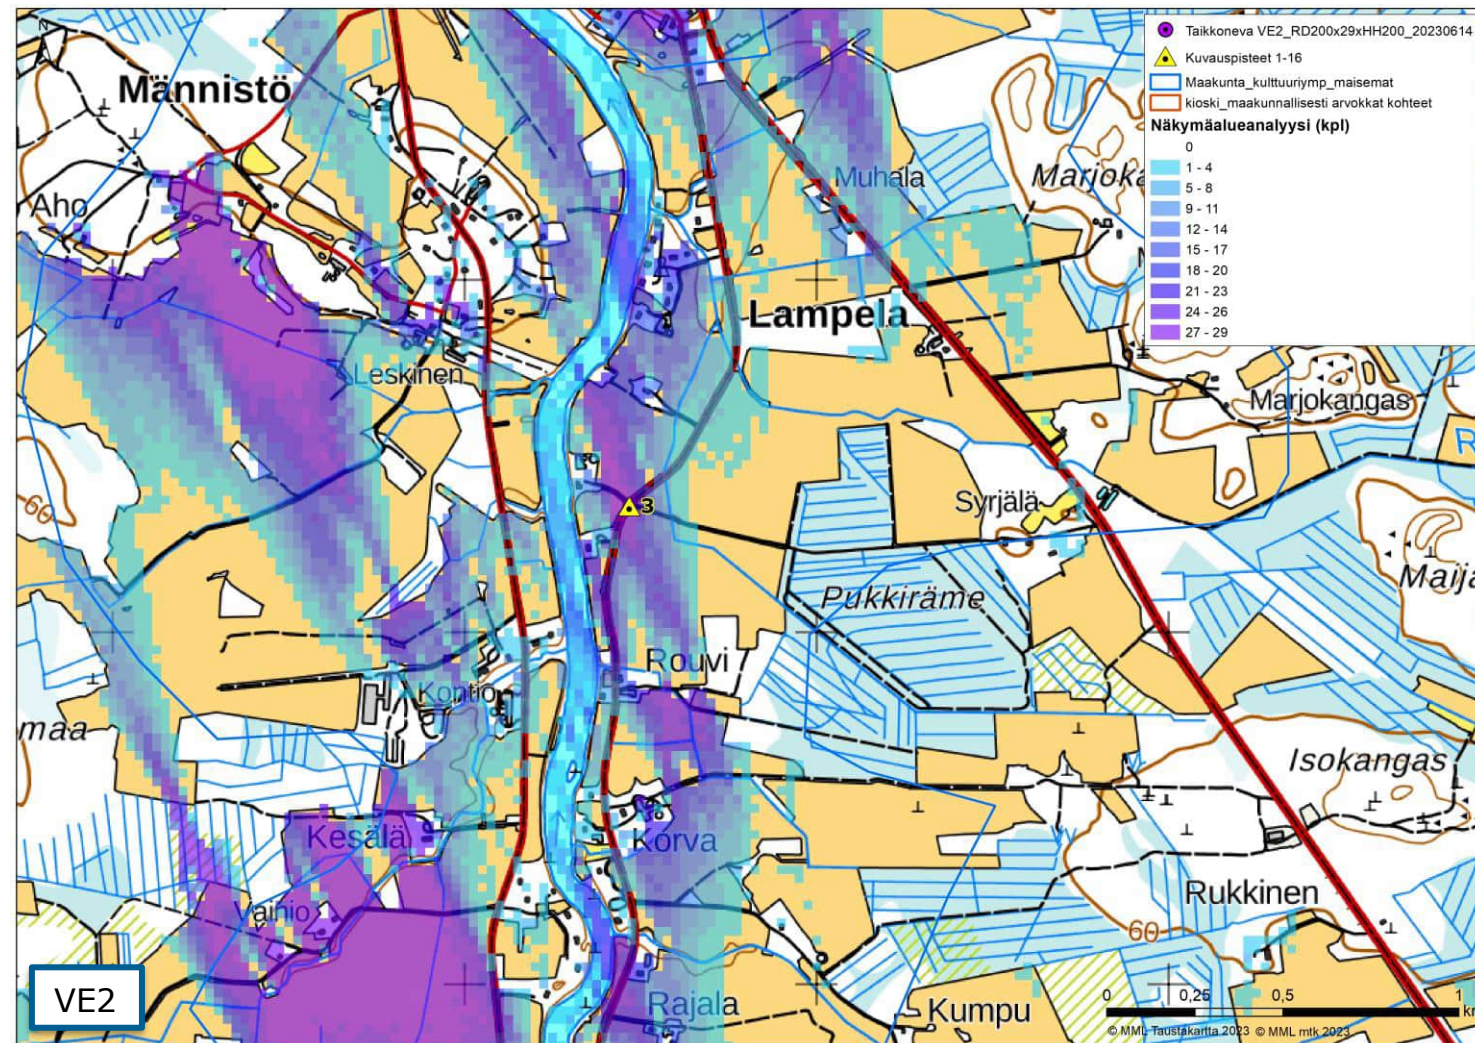 Männistö
Aho
Leskinen
Muhala
Marjoka
Lampela
Marjokangas
R
Syrjälä
3
Pukkiräme
Maija
60
maa
Rouvi
Kontio
Isokangas
Kesälä
Korva
Vainio
Rukkinen
60
Rajala
Kumpu
VE2
Taikkoneva VE2_RD200x29xHH200_20230614
Kuvauspisteet 1-16
Maakunta_kulttuuriymp_maisemat
kioski_maakunnallisesti arvokkat kohteet
Näkymäalueanalyysi (kpl)
0
1 - 4
5 - 8
9 - 11
12 - 14
15 - 17
18 - 20
21 - 23
24 - 26
27 - 29
0 0,25 0,5 1
km
© MML Taustakartta 2023 © MML mtk 2023